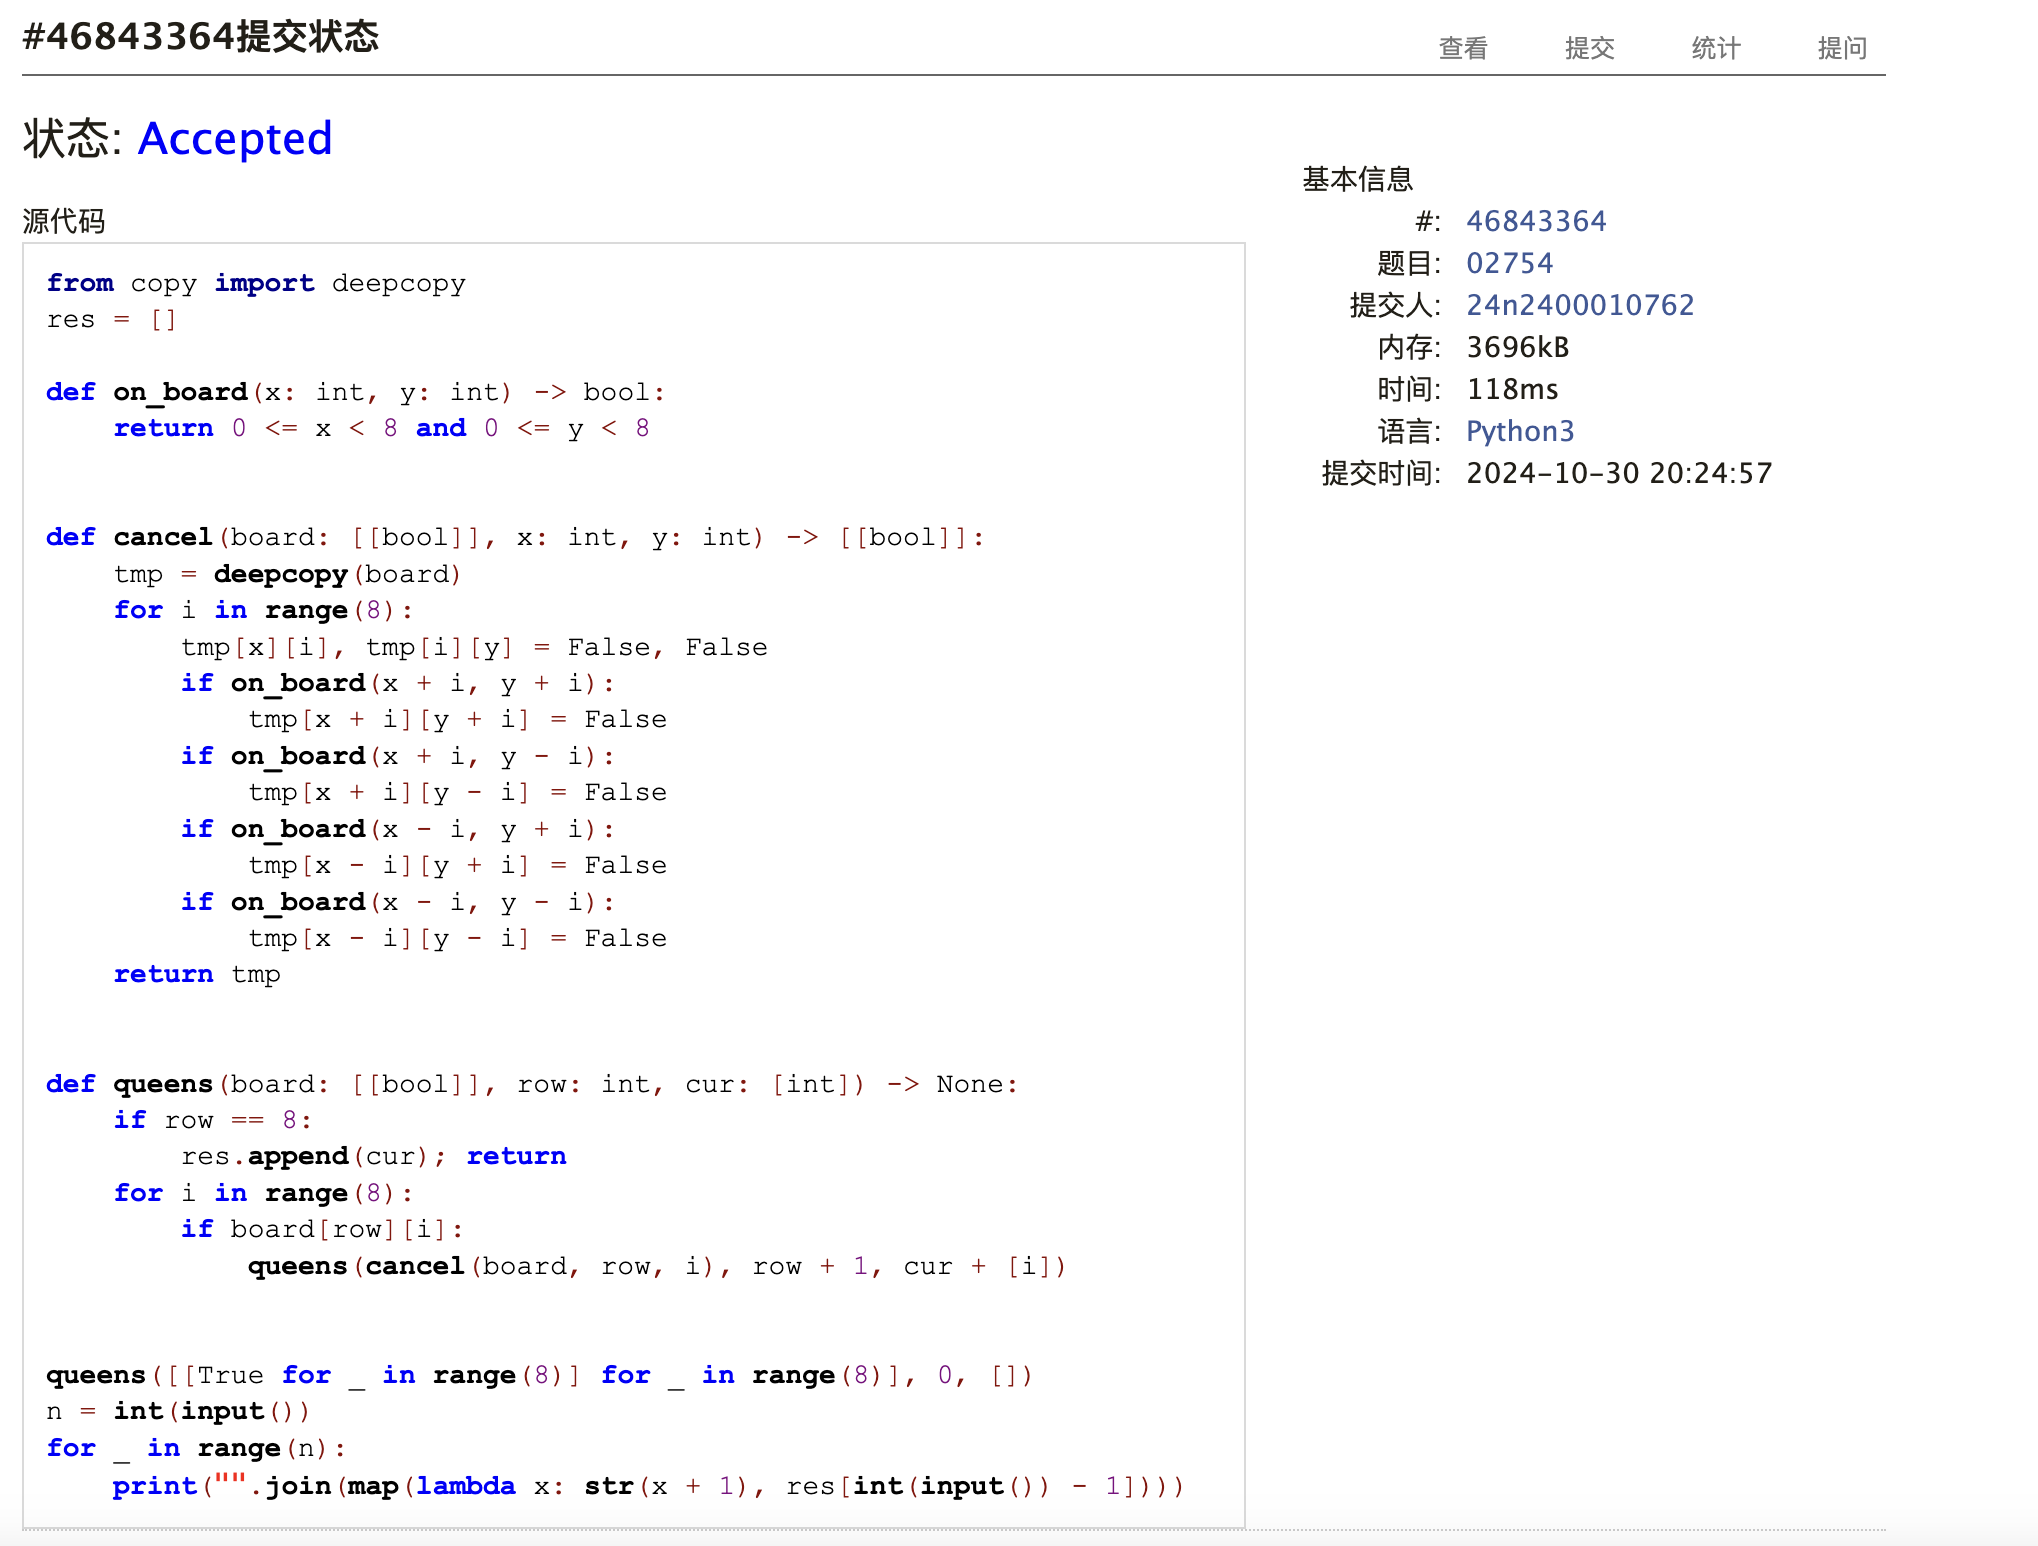 #46843364提交状态
查看 提交 统计 提问
状态: Accepted
源代码
from copy import deepcopy
res = []
def on_board(x: int, y: int) -> bool:
    return 0 <= x < 8 and 0 <= y < 8
def cancel(board: [[bool]], x: int, y: int) -> [[bool]]:
    tmp = deepcopy(board)
    for i in range(8):
        tmp[x][i], tmp[i][y] = False, False
        if on_board(x + i, y + i):
            tmp[x + i][y + i] = False
        if on_board(x + i, y - i):
            tmp[x + i][y - i] = False
        if on_board(x - i, y + i):
            tmp[x - i][y + i] = False
        if on_board(x - i, y - i):
            tmp[x - i][y - i] = False
    return tmp
def queens(board: [[bool]], row: int, cur: [int]) -> None:
    if row == 8:
        res.append(cur); return
    for i in range(8):
        if board[row][i]:
            queens(cancel(board, row, i), row + 1, cur + [i])
queens([[True for _ in range(8)] for _ in range(8)], 0, [])
n = int(input())
for _ in range(n):
    print("".join(map(lambda x: str(x + 1), res[int(input()) - 1])))
基本信息
#: 46843364
题目: 02754
提交人: 24n2400010762
内存: 3696kB
时间: 118ms
语言: Python3
提交时间: 2024-10-30 20:24:57